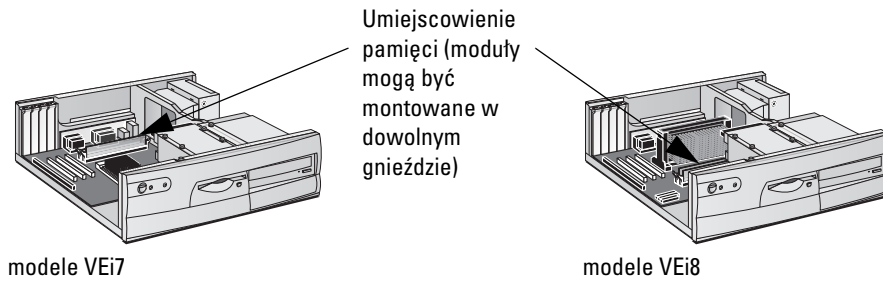 Umiejscowienie
pamięci (moduły
mogą być
montowane w
dowolnym
gnieździe)
modele VEi7
modele VEi8